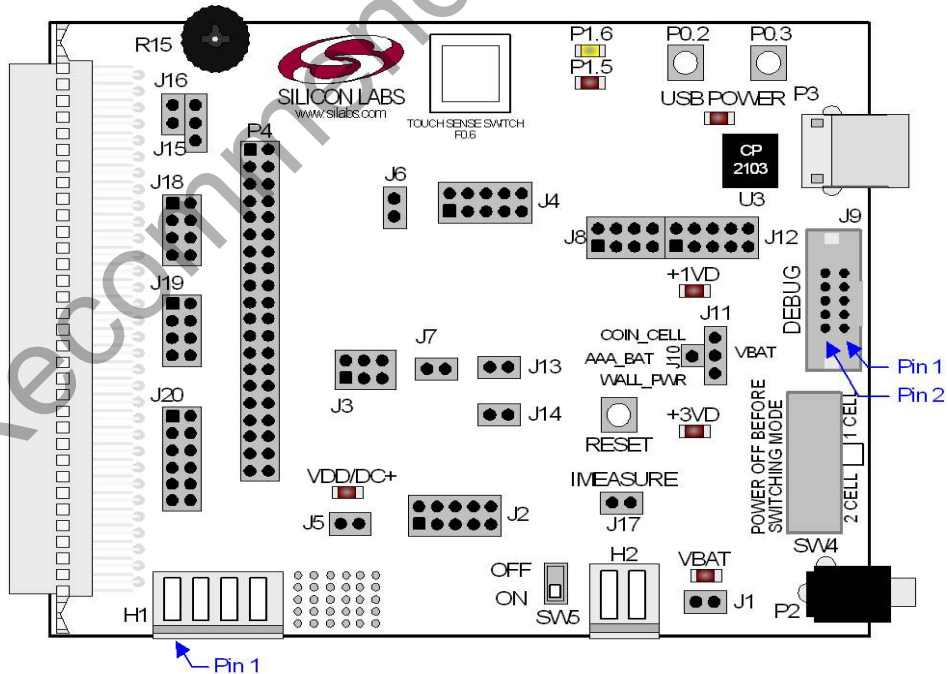 R15
SILICON LABS
www.silabs.com
TOUCH SENSE SWITCH
P0.6
P1.6
P1.5
P0.2
P0.3
USB POWER
P3
CP
2103
U3
J16
J15
P4
J6
J4
J8
J12
J9
J18
J19
J20
+1VD
J11
COIN_CELL
J10
AAA_BAT
VBAT
WALL_PWR
DEBUG
Pin 1
Pin 2
J7
J3
J13
J14
RESET
+3VD
POWER OFF BEFORE
SWITCHING MODE
2 CELL
1 CELL
SW4
VDD/DC+
J5
J2
IMEASURE
J17
H2
OFF
ON
SW5
VBAT
J1
P2
H1
Pin 1